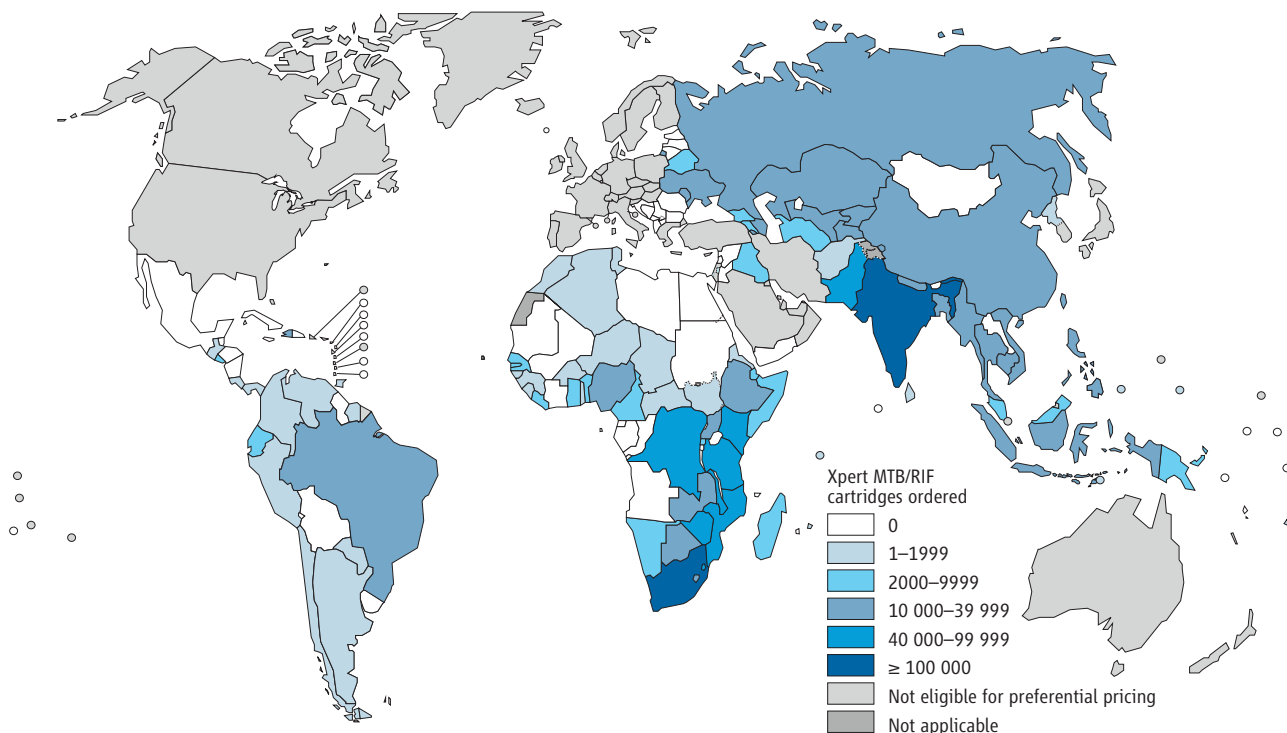 Xpert MTB/RIF
cartridges ordered
0
1–1999
2000–9999
10 000–39 999
40 000–99 999
≥ 100 000
Not eligible for preferential pricing
Not applicable